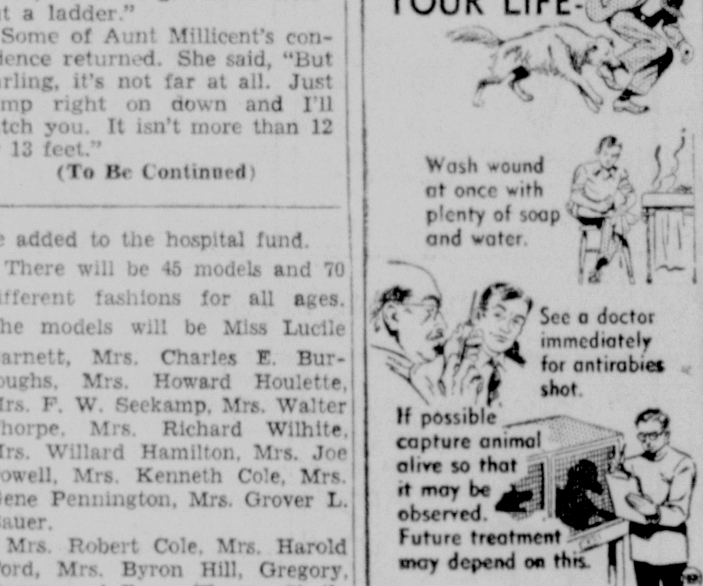 t a ladder."
Some of Aunt Millicent's con-
dence returned. She said, "But
rling, it's not far at all. Just
mp right on down and I'll
tch you. It isn't more than 12
13 feet."
(To Be Continued)
e added to the hospital fund.
There will be 45 models and 70
ifferent fashions for all ages.
he models will be Miss Lucile
arnett, Mrs. Charles E. Bur-
oughs, Mrs. Howard Houlette,
Mrs. F. W. Seekamp, Mrs. Walter
horpe, Mrs. Richard Wilhite,
Mrs. Willard Hamilton, Mrs. Joe
owell, Mrs. Kenneth Cole, Mrs.
ene Pennington, Mrs. Grover L.
auer.
Mrs. Robert Cole, Mrs. Harold
ord, Mrs. Byron Hill, Gregory,
YOUR LIFE-
Wash wound
at once with
plenty of soap
and water.
See a doctor
immediately
for antirabies
shot.
If possible
capture animal
alive so that
it may be
observed.
Future treatment
may depend on this.